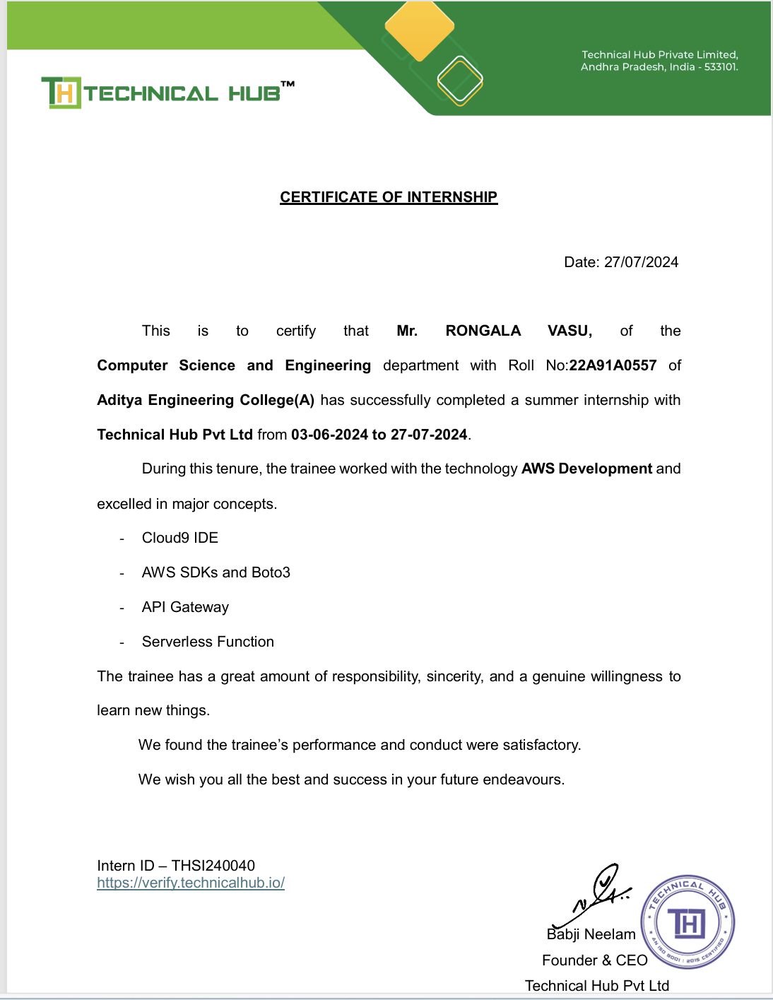 Technical Hub Private Limited,
Andhra Pradesh, India - 533101.
TH TECHNICAL HUB™
CERTIFICATE OF INTERNSHIP
Date: 27/07/2024
This is to certify that Mr. RONGALA VASU, of the
Computer Science and Engineering department with Roll No:22A91A0557 of
Aditya Engineering College(A) has successfully completed a summer internship with
Technical Hub Pvt Ltd from 03-06-2024 to 27-07-2024.
During this tenure, the trainee worked with the technology AWS Development and
excelled in major concepts.
- Cloud9 IDE
- AWS SDKs and Boto3
- API Gateway
- Serverless Function
The trainee has a great amount of responsibility, sincerity, and a genuine willingness to
learn new things.
We found the trainee’s performance and conduct were satisfactory.
We wish you all the best and success in your future endeavours.
Intern ID – THSI240040
https://verify.technicalhub.io/
TECHNICAL HUB
TH
AN ISO 9001 : 2015 CERTIFIED
Babji Neelam
Founder & CEO
Technical Hub Pvt Ltd